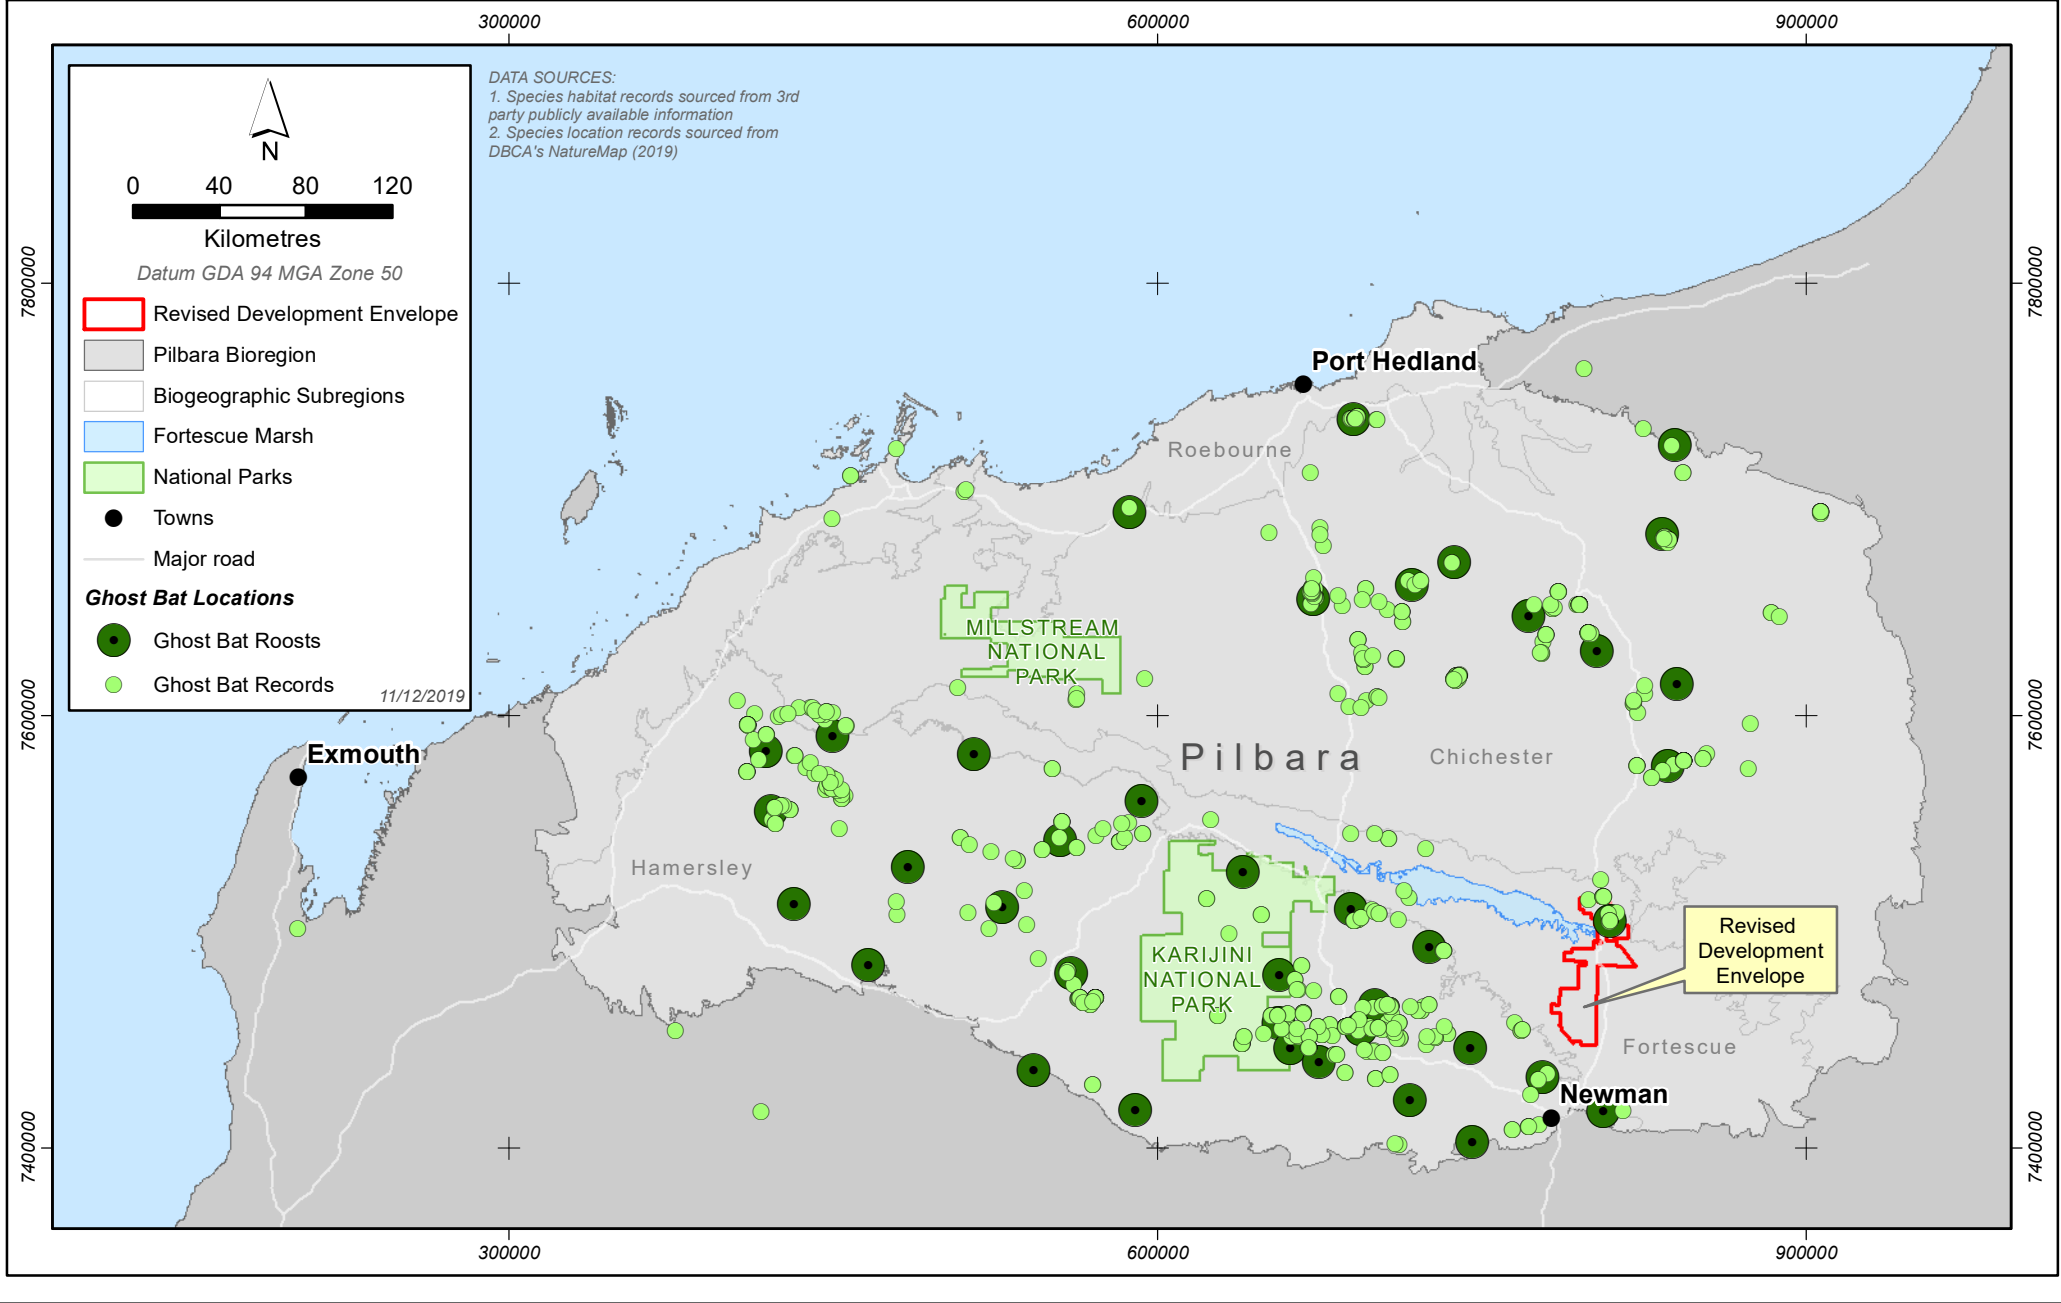 300000
600000
900000
DATA SOURCES:
1. Species habitat records sourced from 3rd
party publicly available information
2. Species location records sourced from
DBCA's NatureMap (2019)
N
0 40 80 120
Kilometres
Datum GDA 94 MGA Zone 50
Revised Development Envelope
Pilbara Bioregion
Biogeographic Subregions
Fortescue Marsh
National Parks
Towns
Major road
Ghost Bat Locations
Ghost Bat Roosts
Ghost Bat Records
11/12/2019
7800000
7800000
7600000
7600000
7400000
7400000
Port Hedland
Roebourne
MILLSTREAM
NATIONAL
PARK
Exmouth
Pilbara
Chichester
Hamersley
KARIJINI
NATIONAL
PARK
Revised
Development
Envelope
Fortescue
Newman
300000
600000
900000